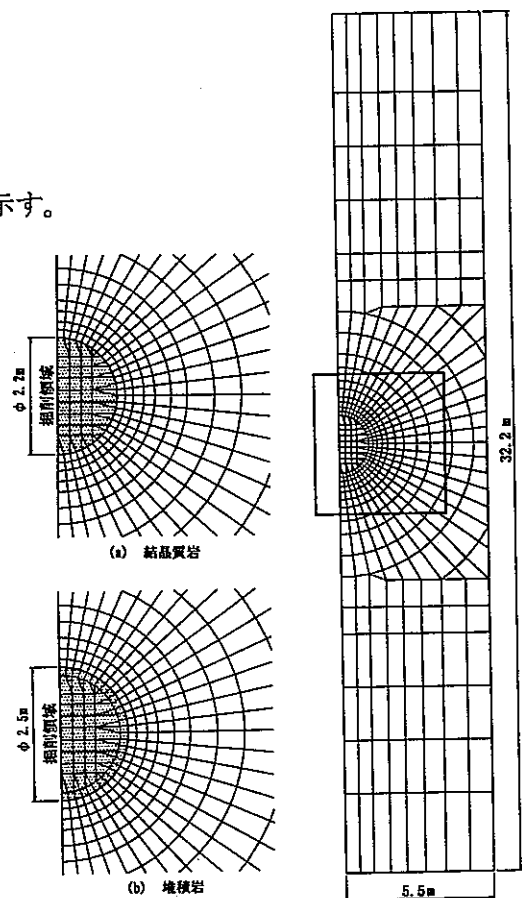 示す。
φ 2.2m
掘削領域
(a) 結晶質岩
φ 2.5m
掘削領域
(b) 堆積岩
32.2 m
5.5m